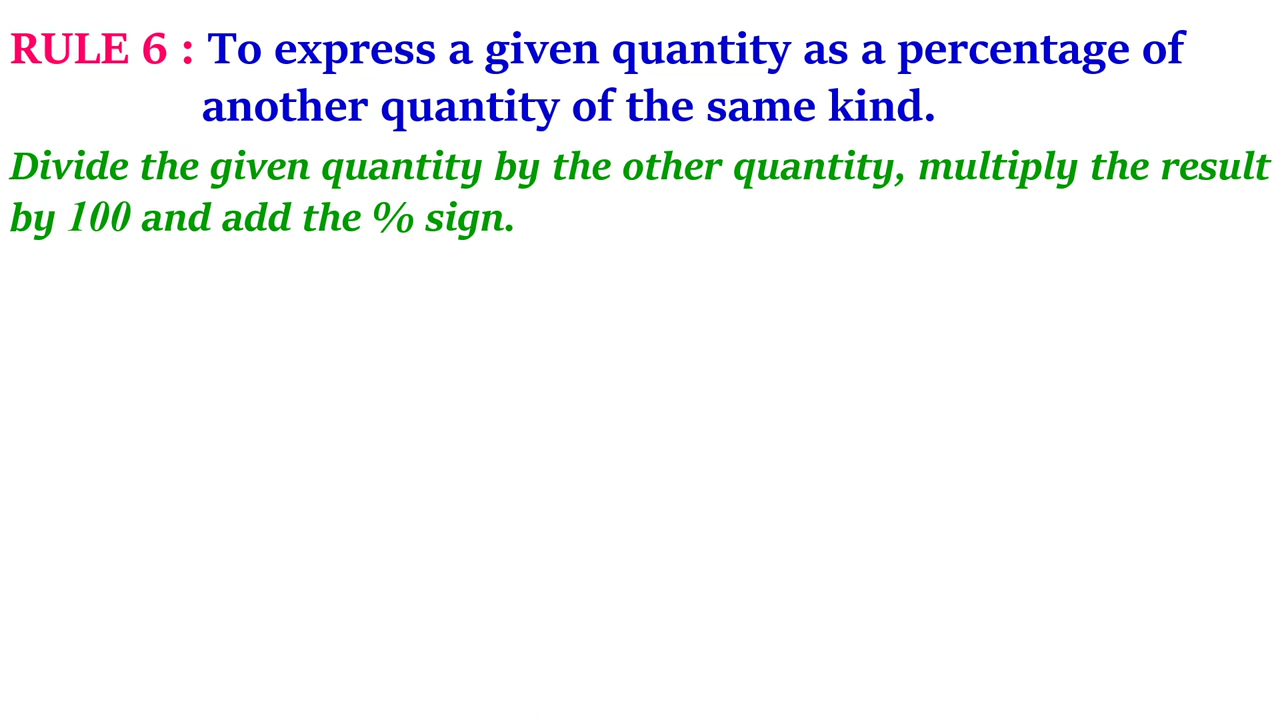 RULE 6 : To express a given quantity as a percentage of
another quantity of the same kind.
Divide the given quantity by the other quantity, multiply the result
by 100 and add the % sign.